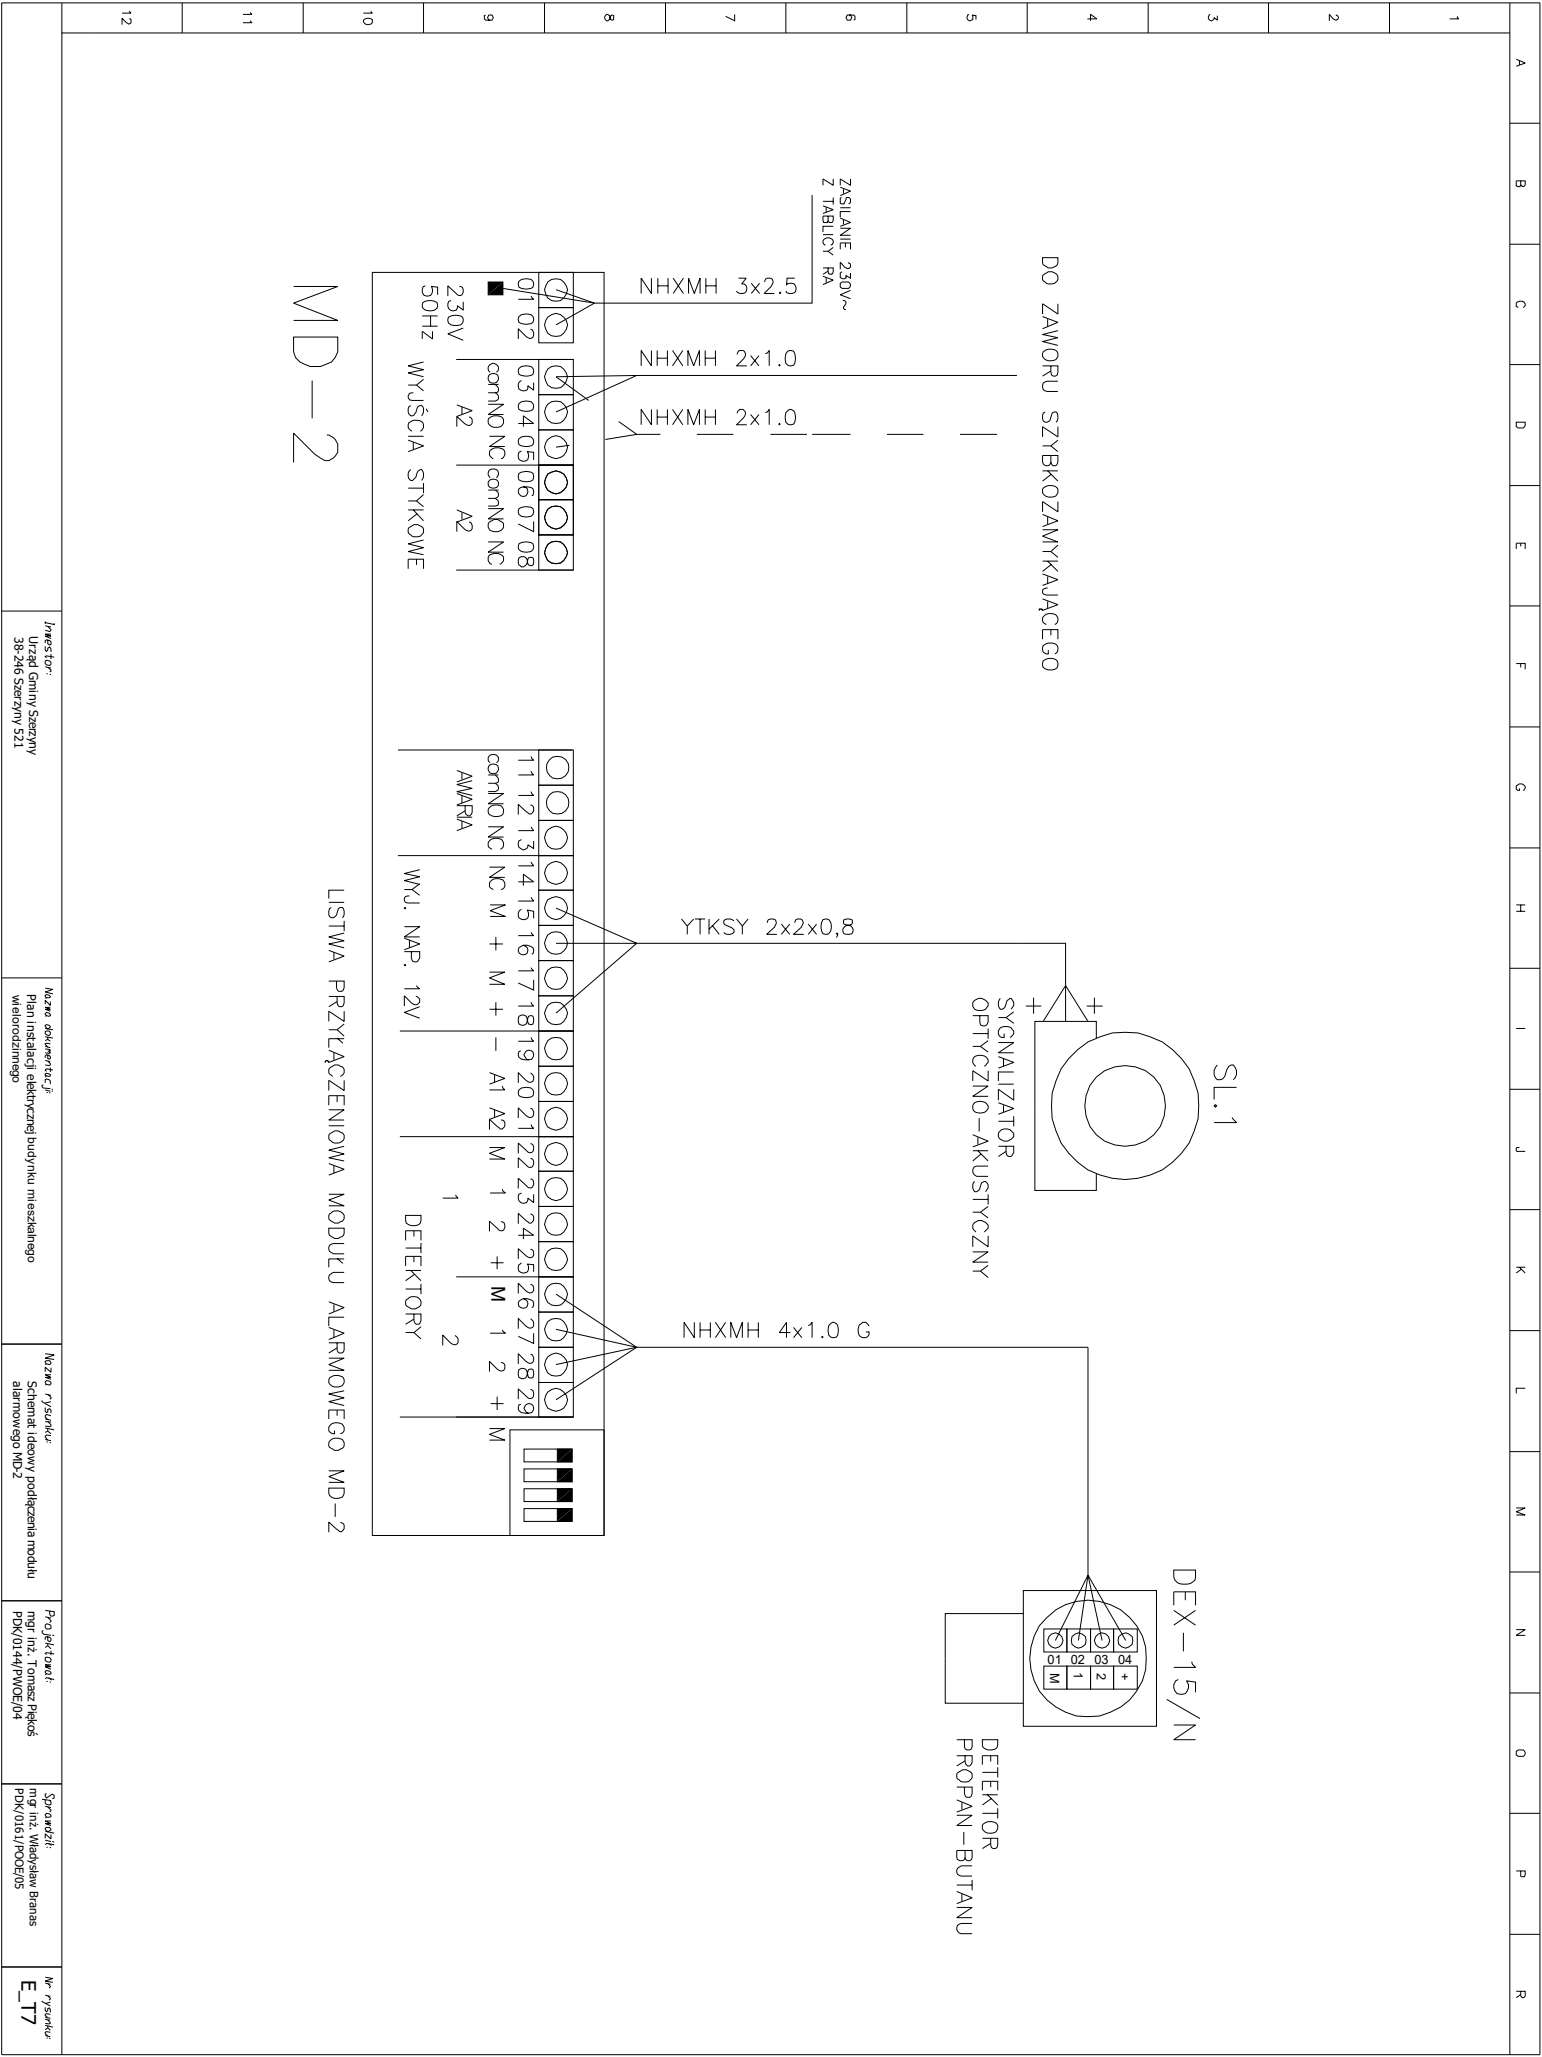 A B C D E F G H I J K L M N O P R
1
2
3
4
5
6
7
8
9
10
11
12
SL.1
DEX-15/N
DO ZAWORU SZYBKOZAMYKAJĄCEGO
+
+
SYGNALIZATOR
OPTYCZNO-AKUSTYCZNY
04 +
03 2
02 1
01 M
DETEKTOR
PROPAN-BUTANU
ZASILANIE 230V~
Z TABLICY RA
NHXMH 3x2.5
NHXMH 2x1.0
NHXMH 2x1.0
YTKSY 2x2x0,8
NHXMH 4x1.0 G
01 02 03 04 05 06 07 08 11 12 13 14 15 16 17 18 19 20 21 22 23 24 25 26 27 28 29
com NO NC com NO NC com NO NC NC M + M + - A1 A2 M 1 2 + M 1 2 + M
230V
50Hz
A2 A2 AWARIA 1 2
WYJŚCIA STYKOWE WYJ. NAP. 12V DETEKTORY
MD-2
LISTWA PRZYŁĄCZENIOWA MODUŁU ALARMOWEGO MD-2
Inwestor:
Urząd Gminy Szerzyny
38-246 Szerzyny 521
Nazwa dokumentacji:
Plan instalacji elektrycznej budynku mieszkalnego
wielorodzinnego
Nazwa rysunku:
Schemat ideowy podłączenia modułu
alarmowego MD-2
Projektował:
mgr inż. Tomasz Piękoś
PDK/0144/PWOE/04
Sprawdził:
mgr inż. Władysław Branas
PDK/0161/POOE/05
Nr rysunku:
E_T7